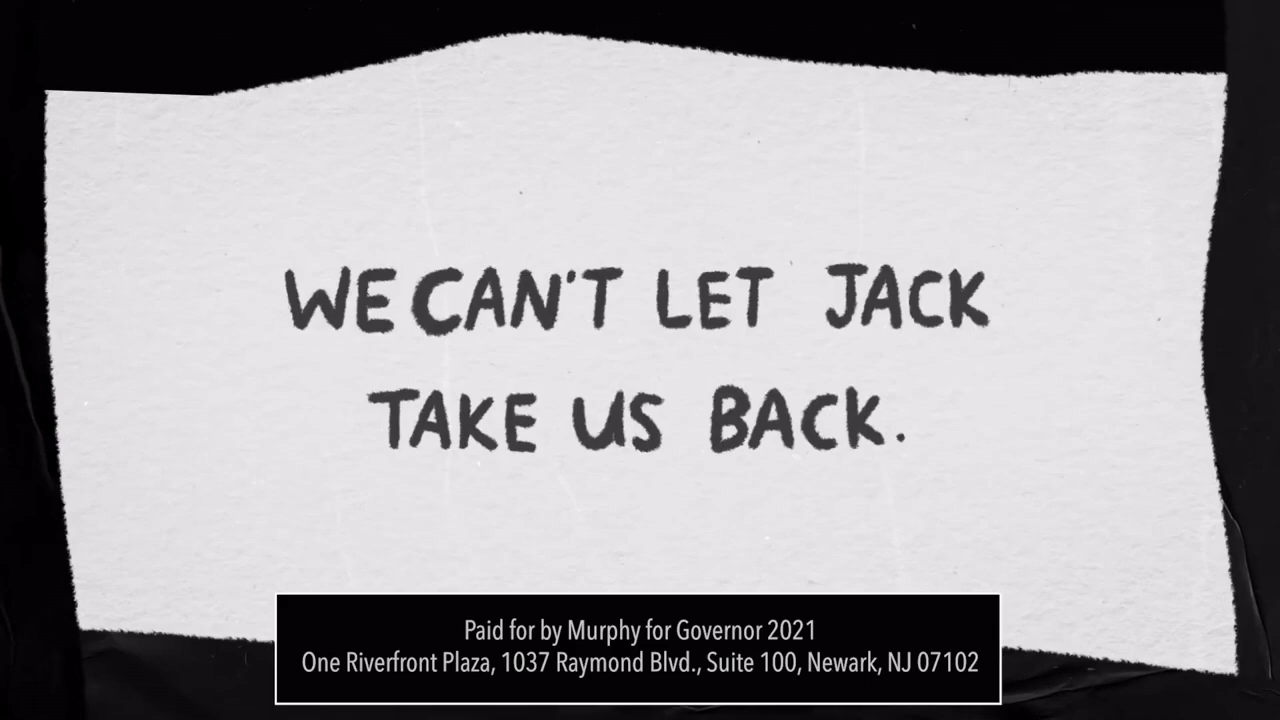 WE CAN'T LET JACK
TAKE US BACK.
Paid for by Murphy for Governor 2021
One Riverfront Plaza, 1037 Raymond Blvd., Suite 100, Newark, NJ 07102